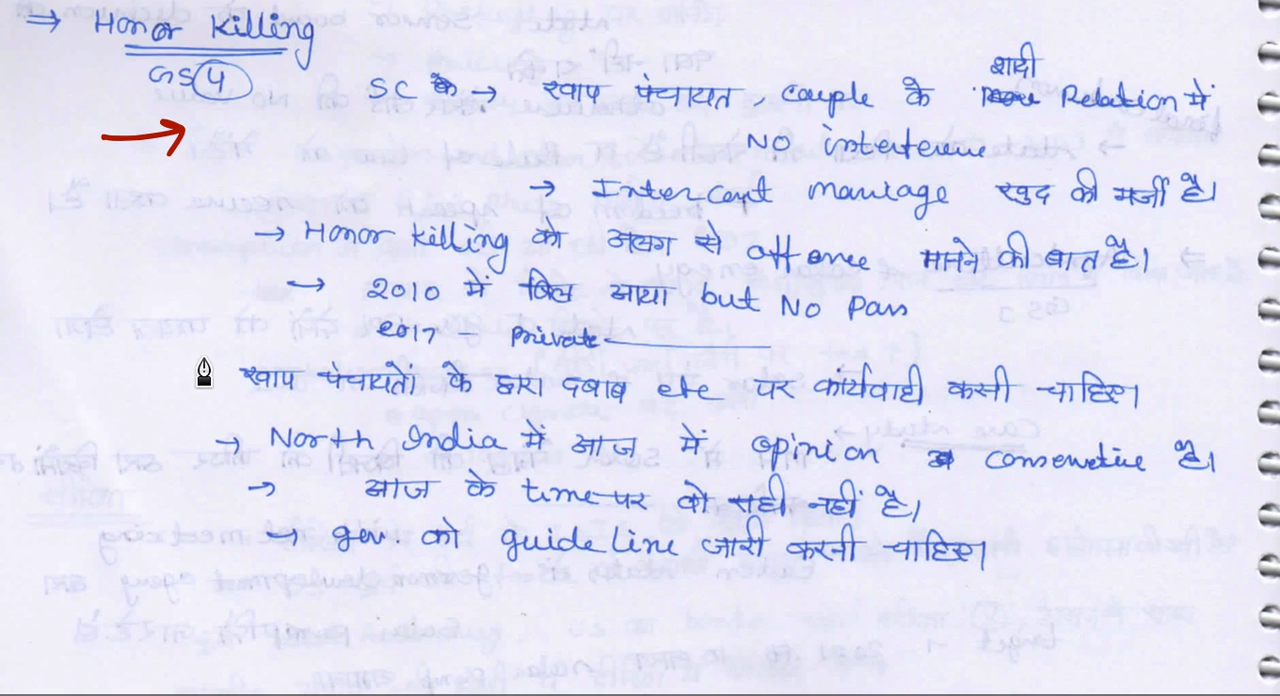 → Honor Killing
GS 4
SC के → खाप पंचायत, couple के शादी Relation में
NO interference
→ Intercast marriage खुद की मर्जी है।
→ Honor killing को अलग से offence मानने की बात है।
→ 2010 में बिल आया but No Pass
2017 - Private
खाप पंचायतो के द्वारा दबाब etc पर कार्यवाही करनी चाहिए।
→ North India में आज में opinion conservative है।
→ आज के time पर वो सही नहीं है।
↳ gov को guideline जारी करनी चाहिए।